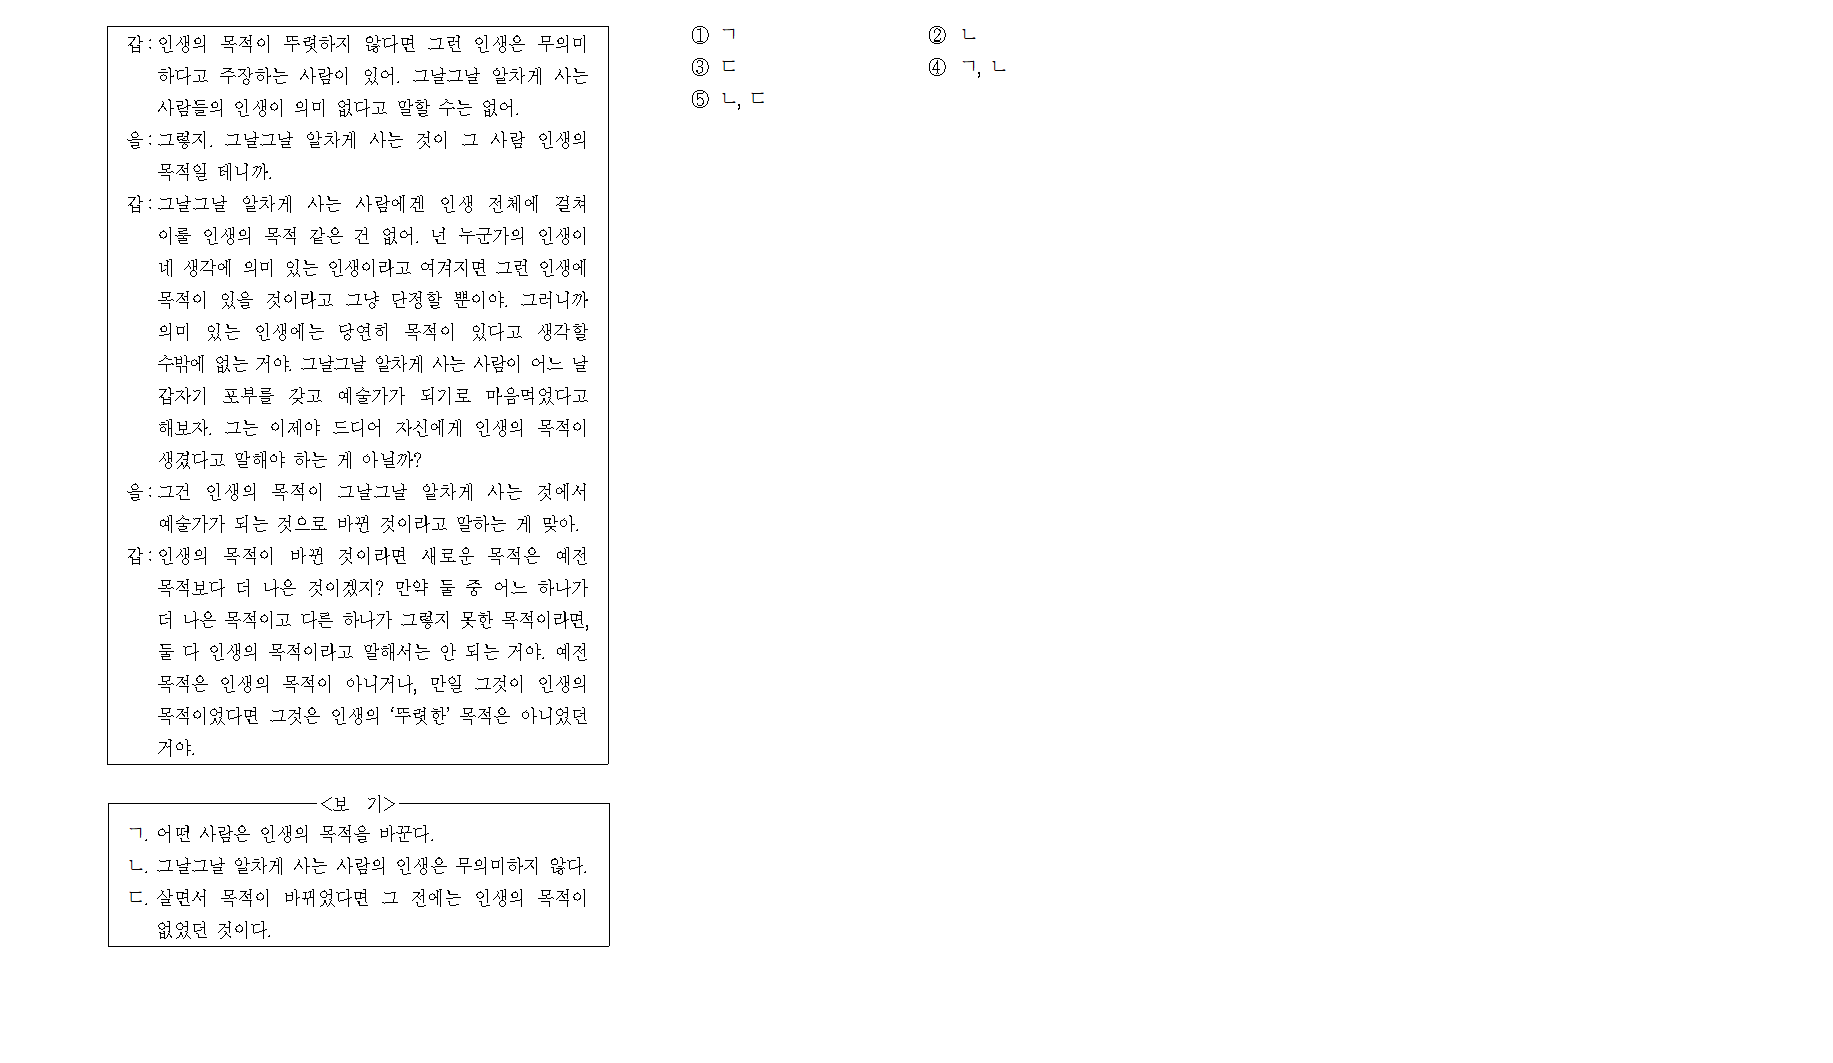 갑 : 인생의 목적이 뚜렷하지 않다면 그런 인생은 무의미
하다고 주장하는 사람이 있어. 그날그날 알차게 사는
사람들의 인생이 의미 없다고 말할 수는 없어.
을 : 그렇지. 그날그날 알차게 사는 것이 그 사람 인생의
목적일 테니까.
갑 : 그날그날 알차게 사는 사람에겐 인생 전체에 걸쳐
이룰 인생의 목적 같은 건 없어. 넌 누군가의 인생이
네 생각에 의미 있는 인생이라고 여겨지면 그런 인생에
목적이 있을 것이라고 그냥 단정할 뿐이야. 그러니까
의미 있는 인생에는 당연히 목적이 있다고 생각할
수밖에 없는 거야. 그날그날 알차게 사는 사람이 어느 날
갑자기 포부를 갖고 예술가가 되기로 마음먹었다고
해보자. 그는 이제야 드디어 자신에게 인생의 목적이
생겼다고 말해야 하는 게 아닐까?
을 : 그건 인생의 목적이 그날그날 알차게 사는 것에서
예술가가 되는 것으로 바뀐 것이라고 말하는 게 맞아.
갑 : 인생의 목적이 바뀐 것이라면 새로운 목적은 예전
목적보다 더 나은 것이겠지? 만약 둘 중 어느 하나가
더 나은 목적이고 다른 하나가 그렇지 못한 목적이라면,
둘 다 인생의 목적이라고 말해서는 안 되는 거야. 예전
목적은 인생의 목적이 아니거나, 만일 그것이 인생의
목적이었다면 그것은 인생의 ‘뚜렷한’ 목적은 아니었던
거야.
<보 기>
ㄱ. 어떤 사람은 인생의 목적을 바꾼다.
ㄴ. 그날그날 알차게 사는 사람의 인생은 무의미하지 않다.
ㄷ. 살면서 목적이 바뀌었다면 그 전에는 인생의 목적이
없었던 것이다.
① ㄱ ② ㄴ
③ ㄷ ④ ㄱ, ㄴ
⑤ ㄴ, ㄷ